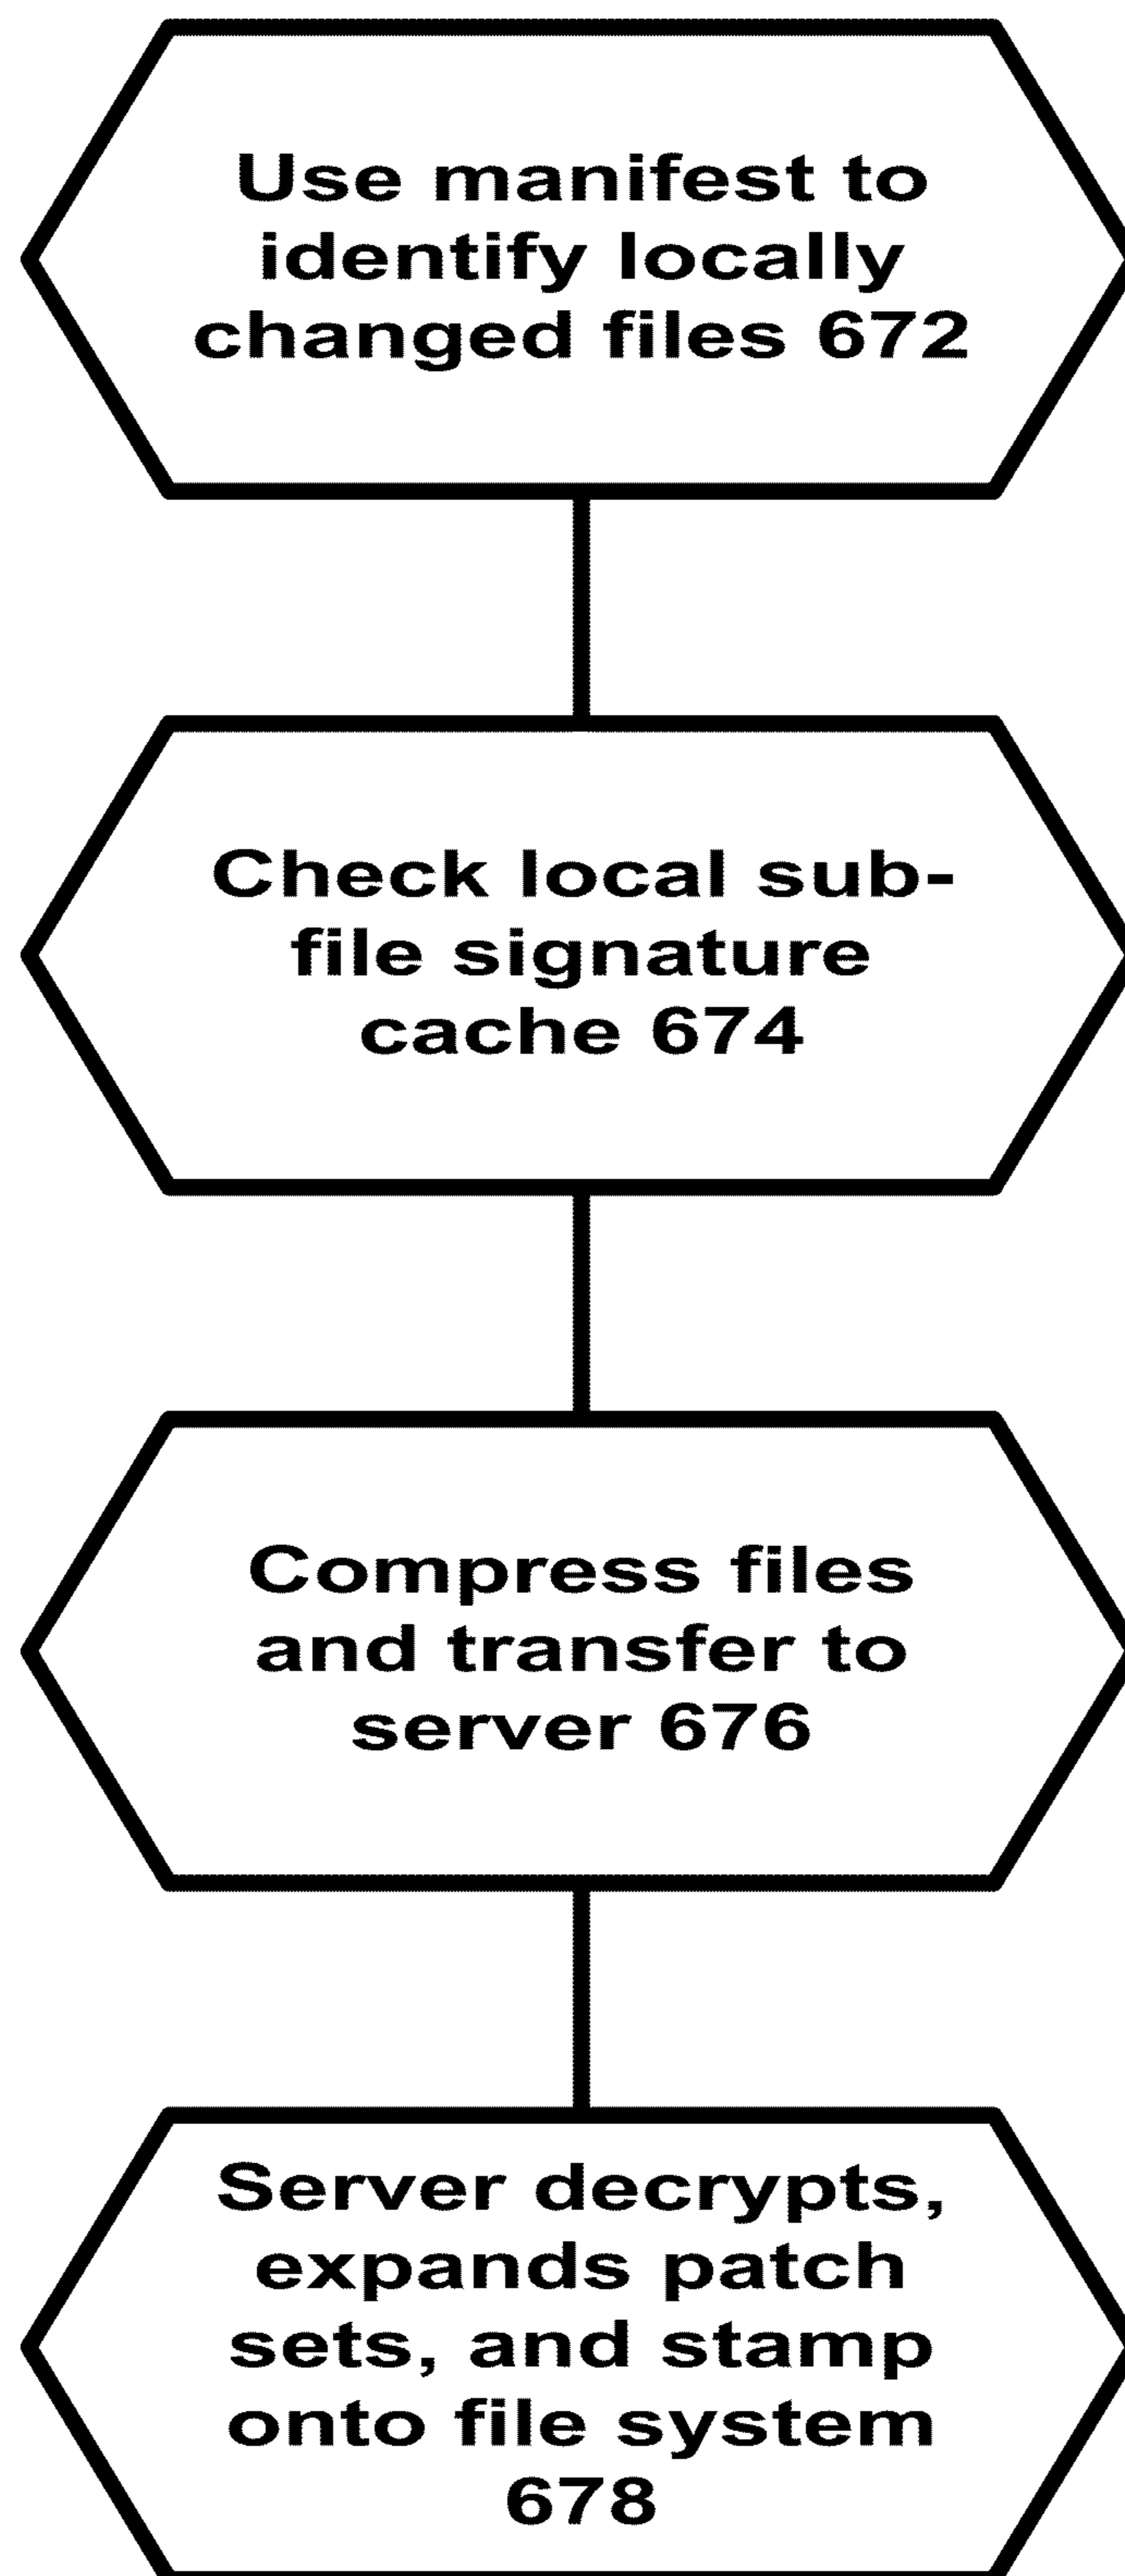 Use manifest to
identify locally
changed files 672
Check local sub-
file signature
cache 674
Compress files
and transfer to
server 676
Server decrypts,
expands patch
sets, and stamp
onto file system
678